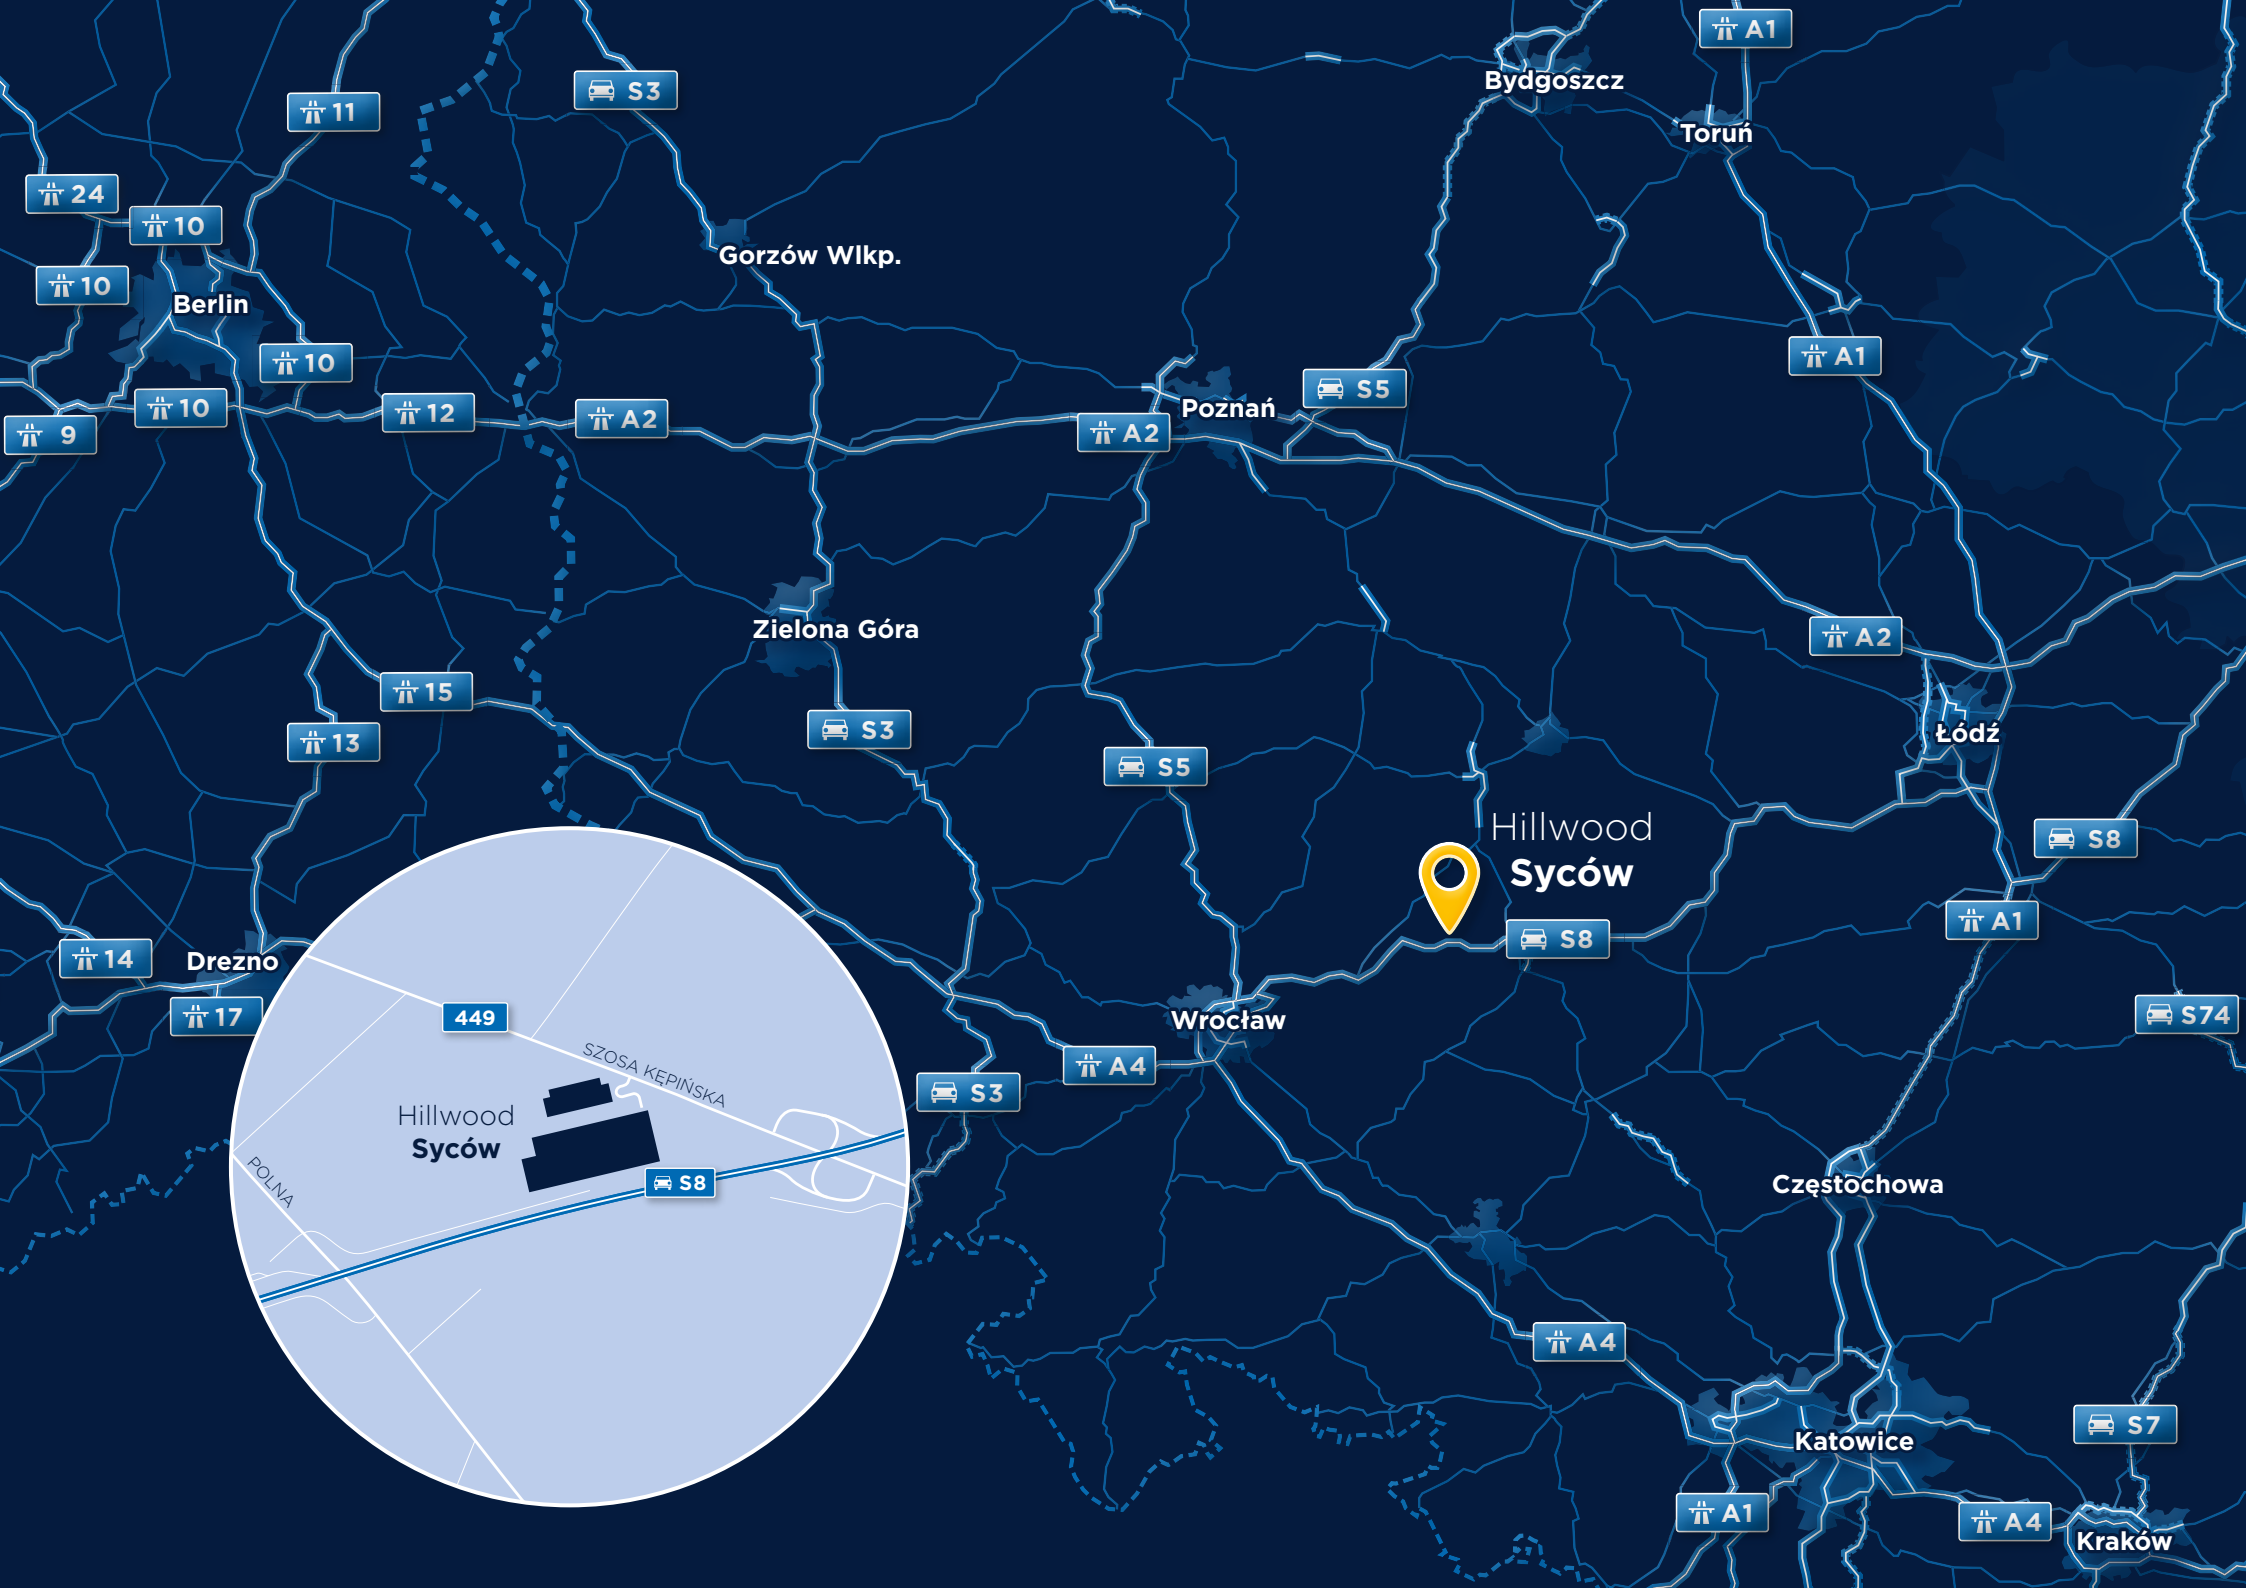 A1
Bydgoszcz
S3
11
Toruń
24
10
Gorzów Wlkp.
10
Berlin
10
A1
S5
10
12
A2
Poznań
A2
9
Zielona Góra
A2
15
S3
Łódź
13
S5
Hillwood
Syców
S8
S8
A1
14
Drezno
S74
17
Wrocław
449
SZOSA KĘPIŃSKA
A4
S3
Hillwood
Syców
POLNA
S8
Częstochowa
A4
S7
Katowice
A1
A4
Kraków